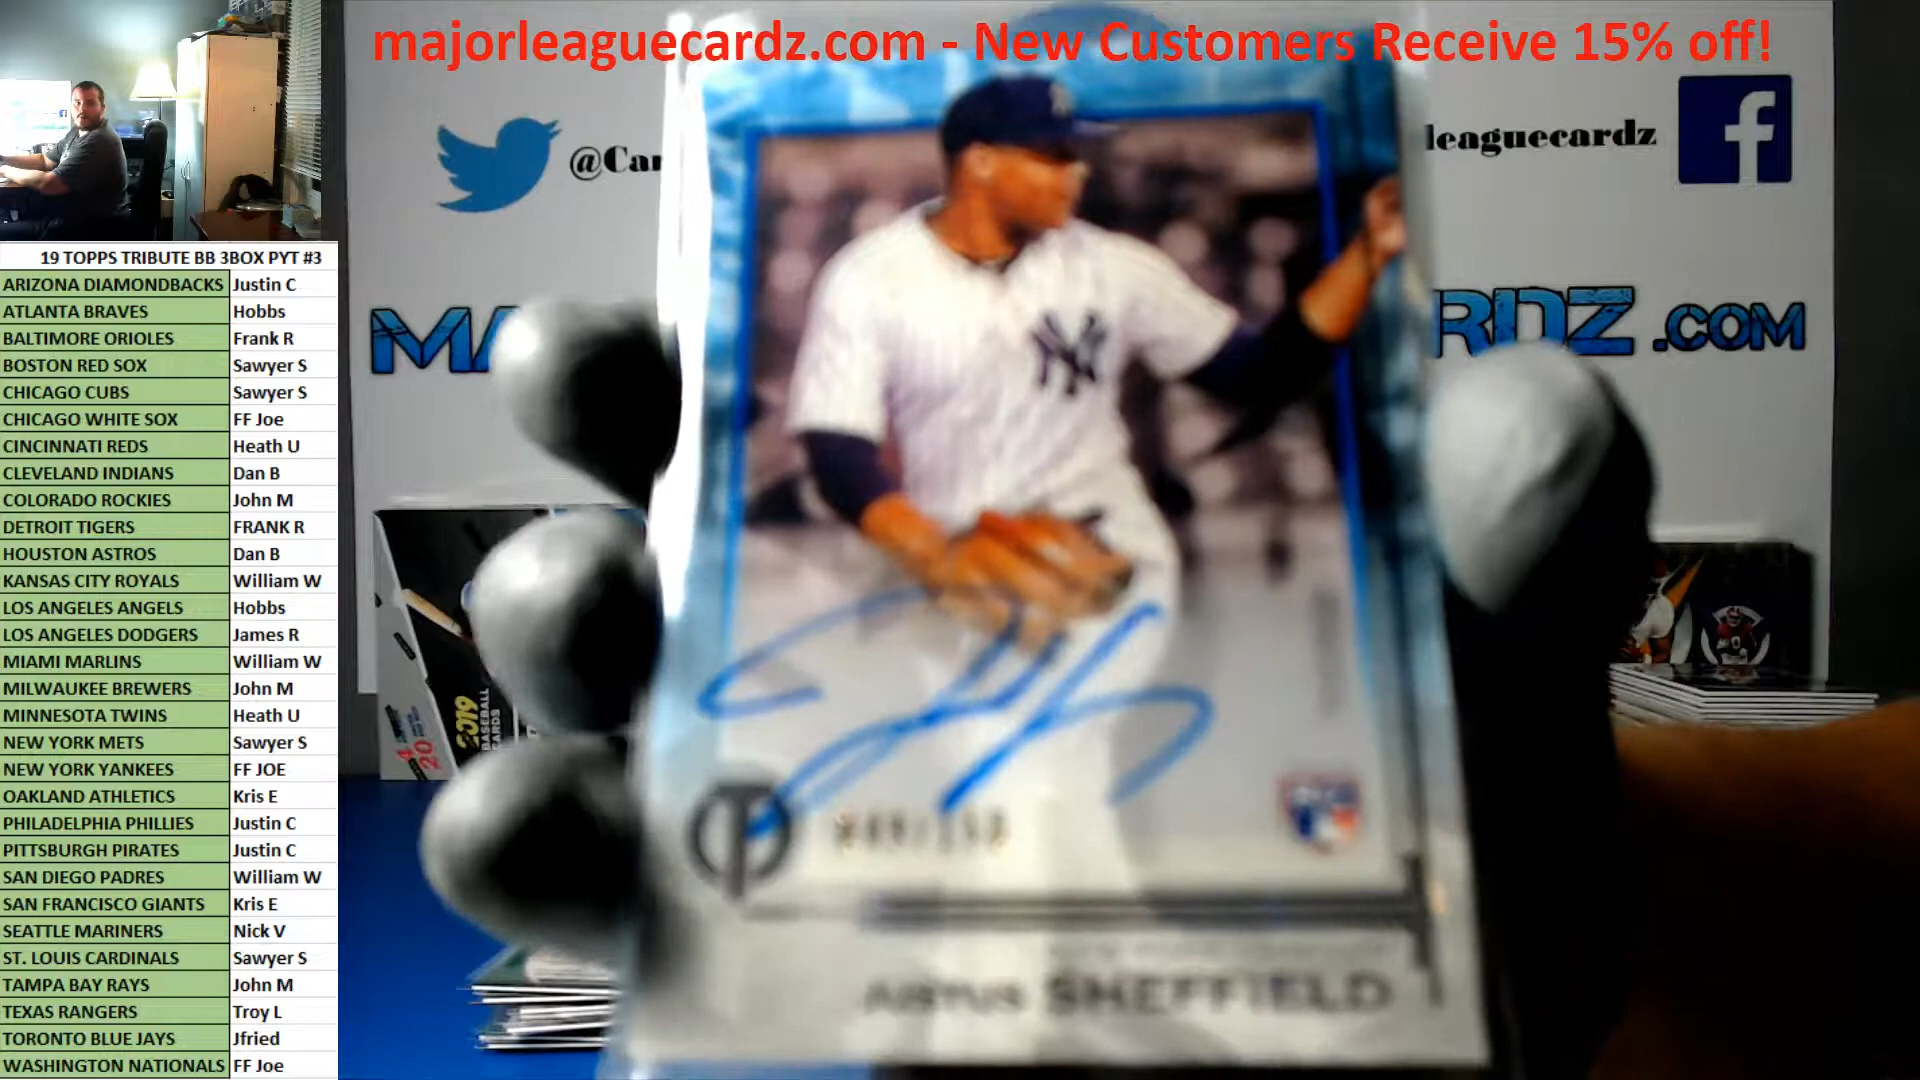 majorleaguecardz.com - New Customers Receive 15% off!
@Car
leaguecardz
f
MA
RDZ .COM
19 TOPPS TRIBUTE BB 3BOX PYT #3
ARIZONA DIAMONDBACKS Justin C
ATLANTA BRAVES Hobbs
BALTIMORE ORIOLES Frank R
BOSTON RED SOX Sawyer S
CHICAGO CUBS Sawyer S
CHICAGO WHITE SOX FF Joe
CINCINNATI REDS Heath U
CLEVELAND INDIANS Dan B
COLORADO ROCKIES John M
DETROIT TIGERS FRANK R
HOUSTON ASTROS Dan B
KANSAS CITY ROYALS William W
LOS ANGELES ANGELS Hobbs
LOS ANGELES DODGERS James R
MIAMI MARLINS William W
MILWAUKEE BREWERS John M
MINNESOTA TWINS Heath U
NEW YORK METS Sawyer S
NEW YORK YANKEES FF JOE
OAKLAND ATHLETICS Kris E
PHILADELPHIA PHILLIES Justin C
PITTSBURGH PIRATES Justin C
SAN DIEGO PADRES William W
SAN FRANCISCO GIANTS Kris E
SEATTLE MARINERS Nick V
ST. LOUIS CARDINALS Sawyer S
TAMPA BAY RAYS John M
TEXAS RANGERS Troy L
TORONTO BLUE JAYS Jfried
WASHINGTON NATIONALS FF Joe
NY
2019
BASEBALL
CARDS
4
20
SHEFFIELD